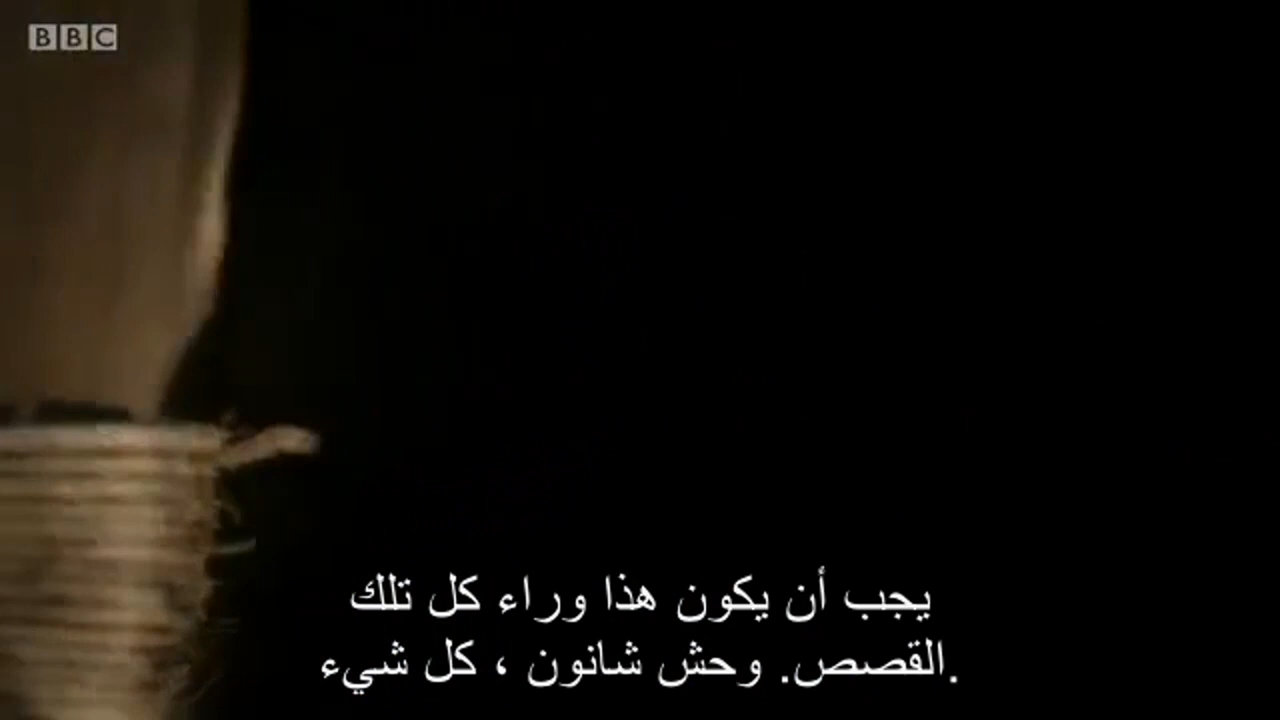 BBC
يجب أن يكون هذا وراء كل تلك
.القصص. وحش شانون ، كل شيء